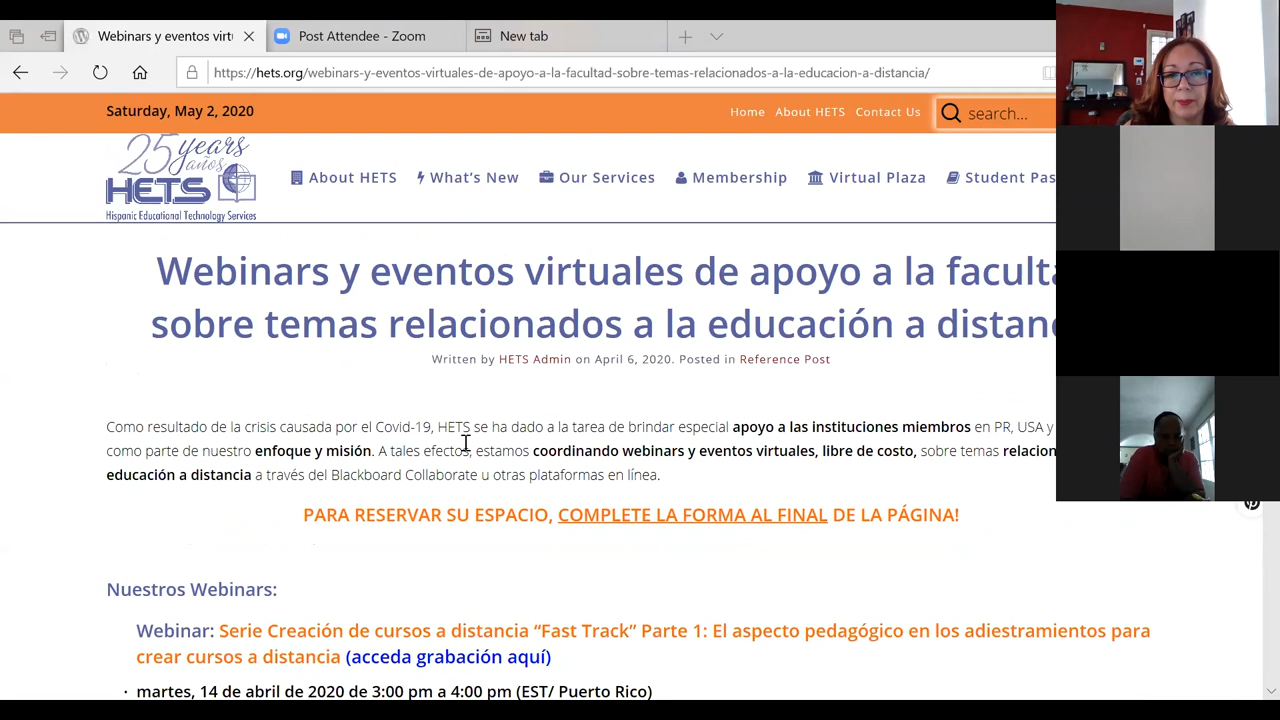 Webinars y eventos virtu
Post Attendee - Zoom
New tab
https://hets.org/webinars-y-eventos-virtuales-de-apoyo-a-la-facultad-sobre-temas-relacionados-a-la-educacion-a-distancia/
Saturday, May 2, 2020
Home About HETS Contact Us
search...
25 years
años
HETS
Hispanic Educational Technology Services
About HETS What's New Our Services Membership Virtual Plaza Student Pas
Webinars y eventos virtuales de apoyo a la faculta
sobre temas relacionados a la educación a distan
Written by HETS Admin on April 6, 2020. Posted in Reference Post
Como resultado de la crisis causada por el Covid-19, HETS se ha dado a la tarea de brindar especial apoyo a las instituciones miembros en PR, USA y
como parte de nuestro enfoque y misión. A tales efectos, estamos coordinando webinars y eventos virtuales, libre de costo, sobre temas relacion
educación a distancia a través del Blackboard Collaborate u otras plataformas en línea.
PARA RESERVAR SU ESPACIO, COMPLETE LA FORMA AL FINAL DE LA PÁGINA!
Nuestros Webinars:
Webinar: Serie Creación de cursos a distancia “Fast Track” Parte 1: El aspecto pedagógico en los adiestramientos para
crear cursos a distancia (acceda grabación aquí)
· martes, 14 de abril de 2020 de 3:00 pm a 4:00 pm (EST/ Puerto Rico)